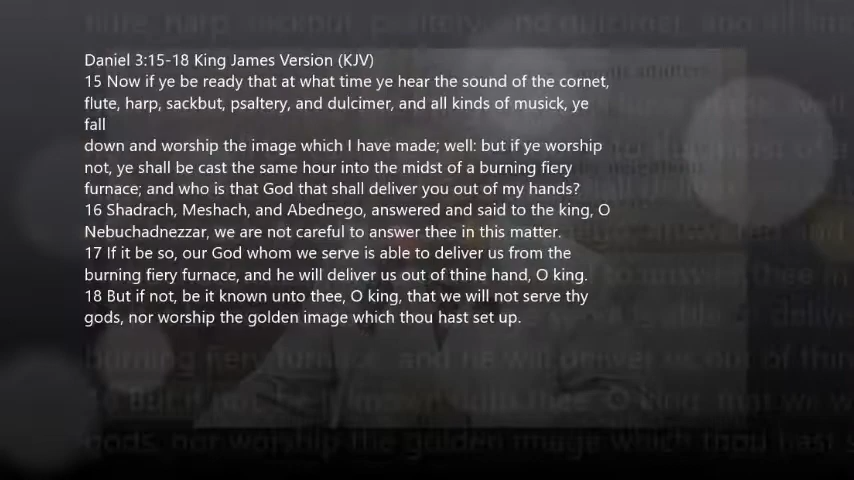 Daniel 3:15-18 King James Version (KJV)
15 Now if ye be ready that at what time ye hear the sound of the cornet,
flute, harp, sackbut, psaltery, and dulcimer, and all kinds of musick, ye
fall
down and worship the image which I have made; well: but if ye worship
not, ye shall be cast the same hour into the midst of a burning fiery
furnace; and who is that God that shall deliver you out of my hands?
16 Shadrach, Meshach, and Abednego, answered and said to the king, O
Nebuchadnezzar, we are not careful to answer thee in this matter.
17 If it be so, our God whom we serve is able to deliver us from the
burning fiery furnace, and he will deliver us out of thine hand, O king.
18 But if not, be it known unto thee, O king, that we will not serve thy
gods, nor worship the golden image which thou hast set up.